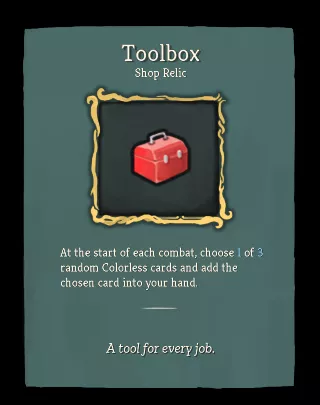 Toolbox
Shop Relic
At the start of each combat, choose 1 of 3
random Colorless cards and add the
chosen card into your hand.
A tool for every job.